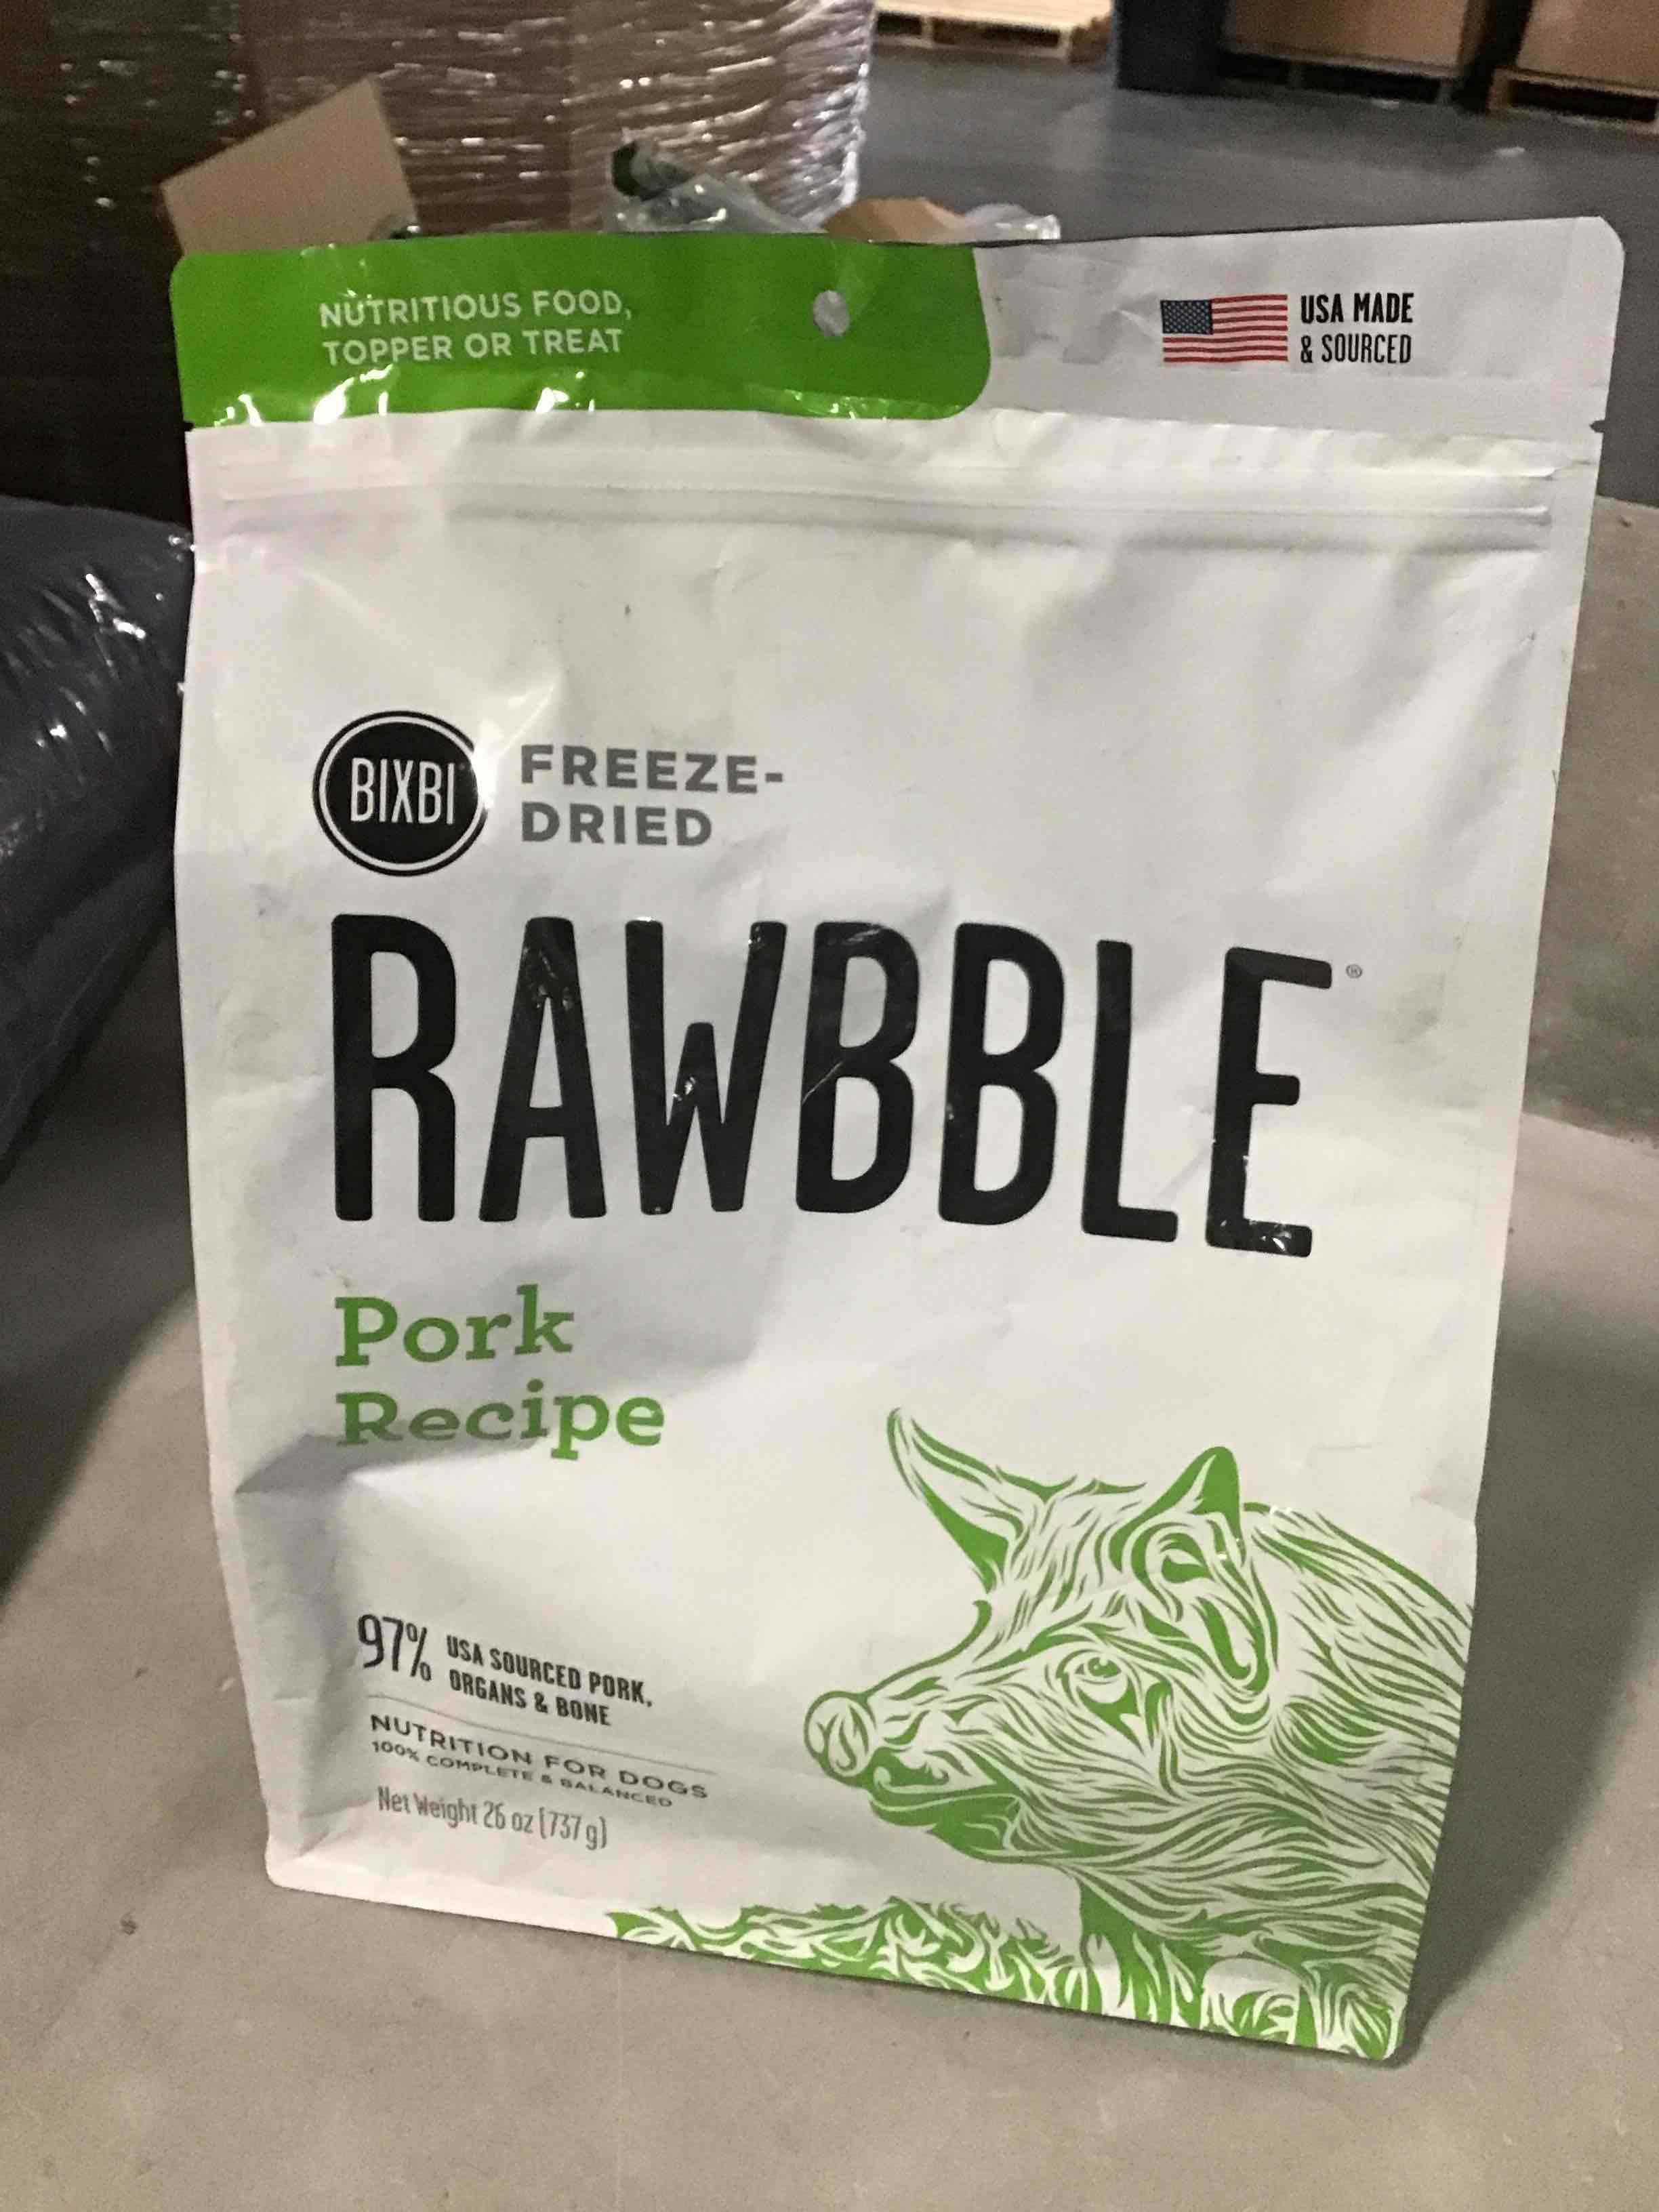 NUTRITIOUS FOOD,
TOPPER OR TREAT
USA MADE
& SOURCED
BIXBI
FREEZE-
DRIED
RAWBBLE®
Pork
Recipe
97% USA SOURCED PORK,
ORGANS & BONE
NUTRITION FOR DOGS
100% COMPLETE & BALANCED
Net Weight 26 oz (737 g)